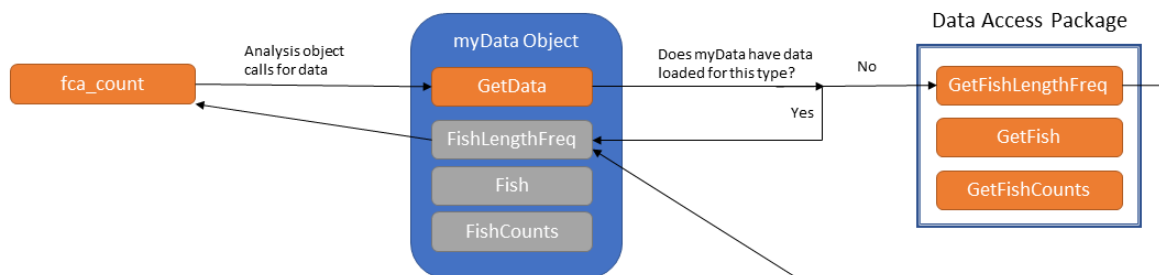 Data Access Package
myData Object
Analysis object
calls for data
Does myData have data
loaded for this type?
No
fca_count
GetData
GetFishLengthFreq
Yes
FishLengthFreq
GetFish
Fish
GetFishCounts
FishCounts